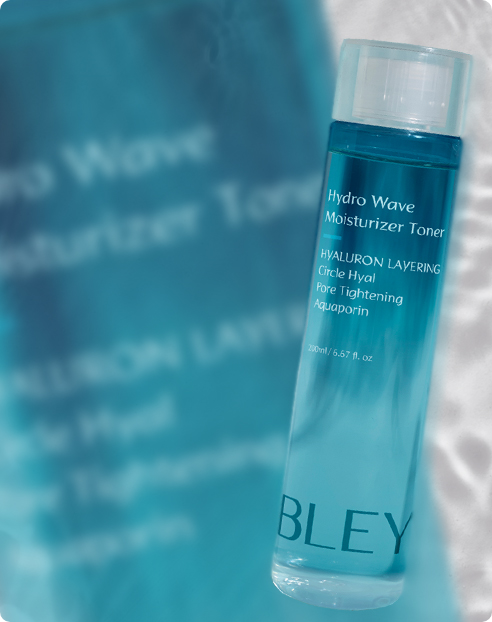 Hydro Wave
Moisturizer Toner
HYALURON LAYERING
Circle Hyal
Pore Tightening
Aquaporin
200ml / 6.67 fl. oz
BLEY